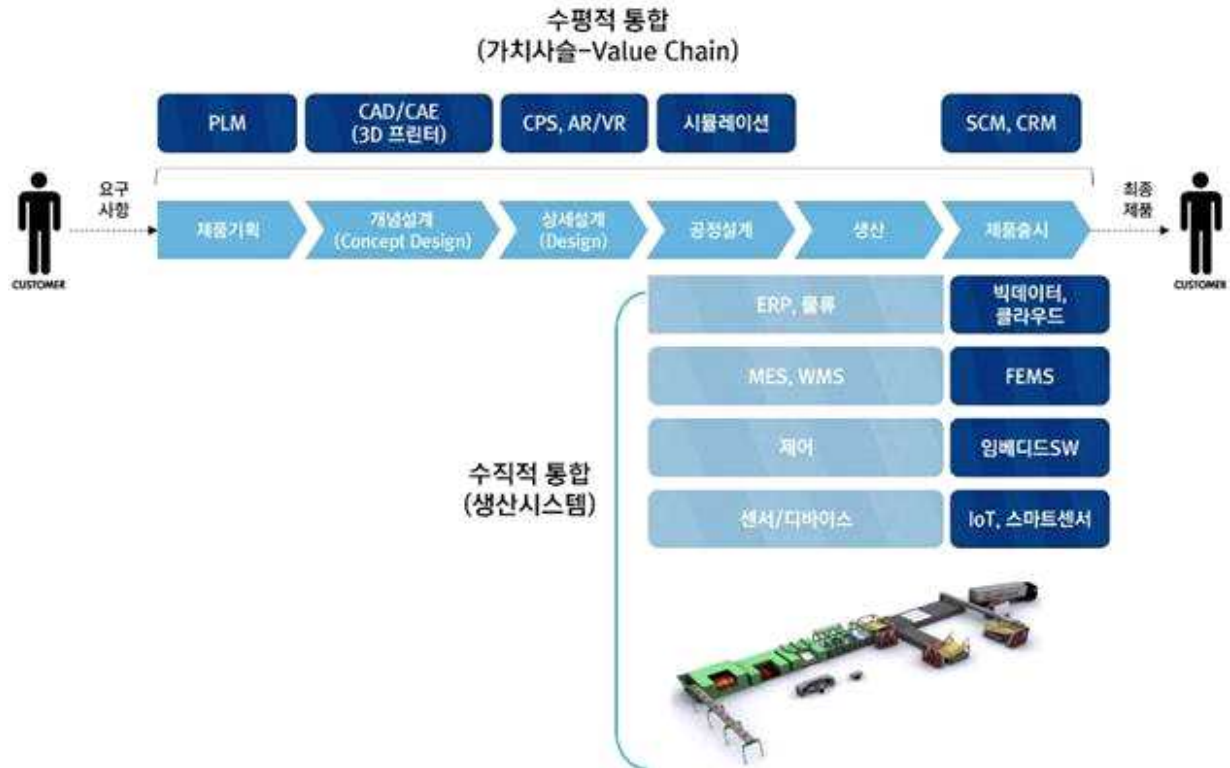 수평적 통합
(가치사슬-Value Chain)
PLM
CAD/CAE
(3D 프린터)
CPS, AR/VR
시뮬레이션
SCM, CRM
요구
사항
최종
제품
제품기획
개념설계
(Concept Design)
상세설계
(Design)
공정설계
생산
제품출시
CUSTOMER
CUSTOMER
ERP, 물류
빅데이터,
클라우드
MES, WMS
FEMS
제어
임베디드SW
수직적 통합
(생산시스템)
센서/디바이스
IoT, 스마트센서